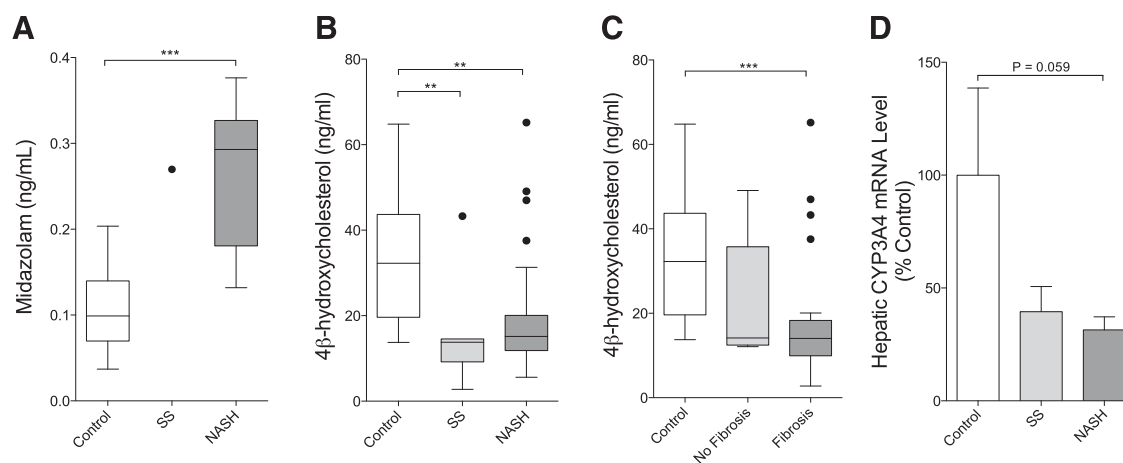 A
Midazolam (ng/mL)
0.4
0.3
0.2
0.1
0.0
***
Control
SS
NASH
B
4β-hydroxycholesterol (ng/ml)
80
60
40
20
0
**
**
Control
SS
NASH
C
4β-hydroxycholesterol (ng/ml)
80
60
40
20
0
***
Control
No Fibrosis
Fibrosis
D
Hepatic CYP3A4 mRNA Level
(% Control)
150
100
50
0
P = 0.059
Control
SS
NASH